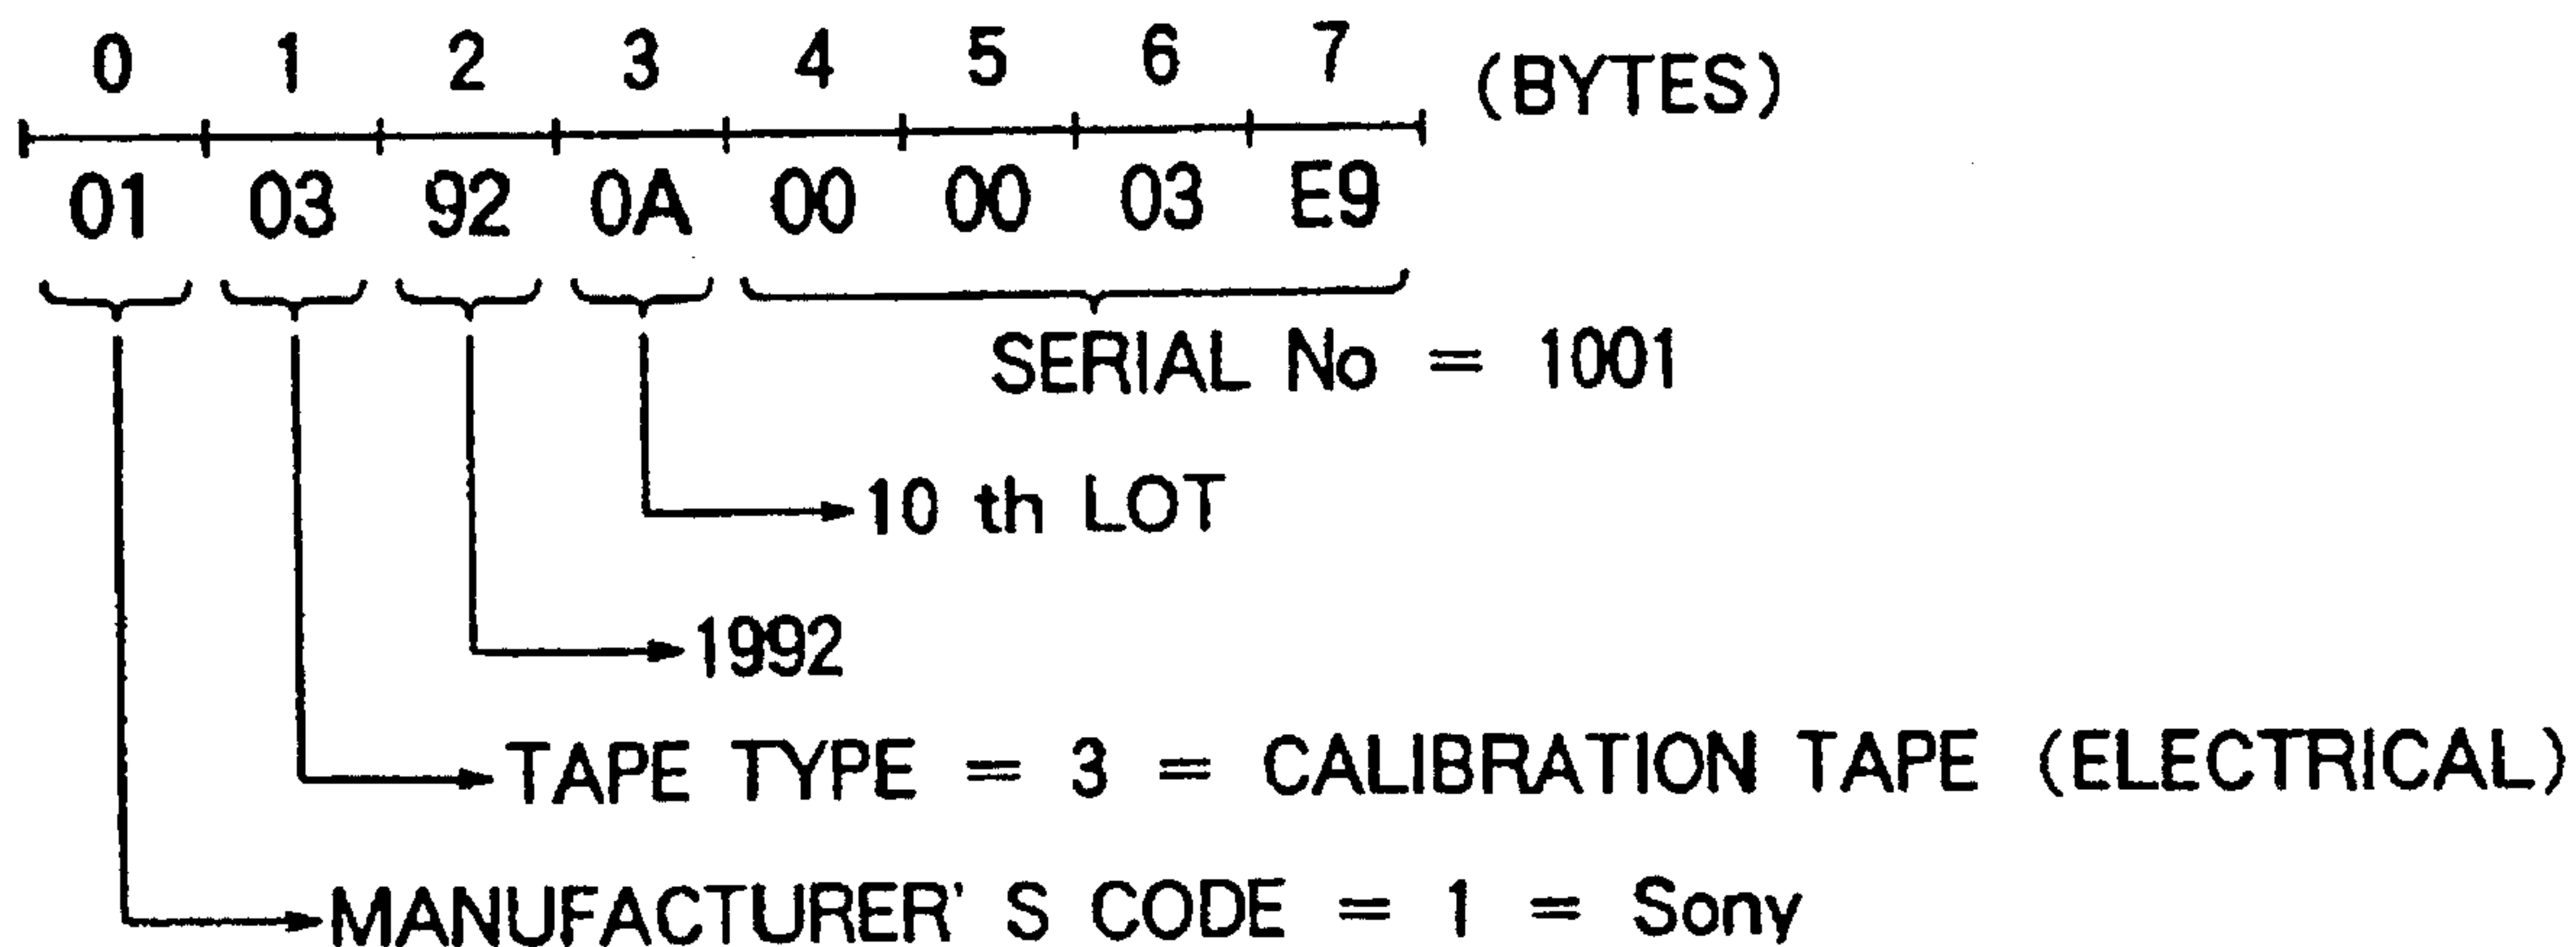 0 1 2 3 4 5 6 7 (BYTES)
01 03 92 0A 00 00 03 E9
SERIAL No = 1001
10 th LOT
1992
TAPE TYPE = 3 = CALIBRATION TAPE (ELECTRICAL)
MANUFACTURER' S CODE = 1 = Sony